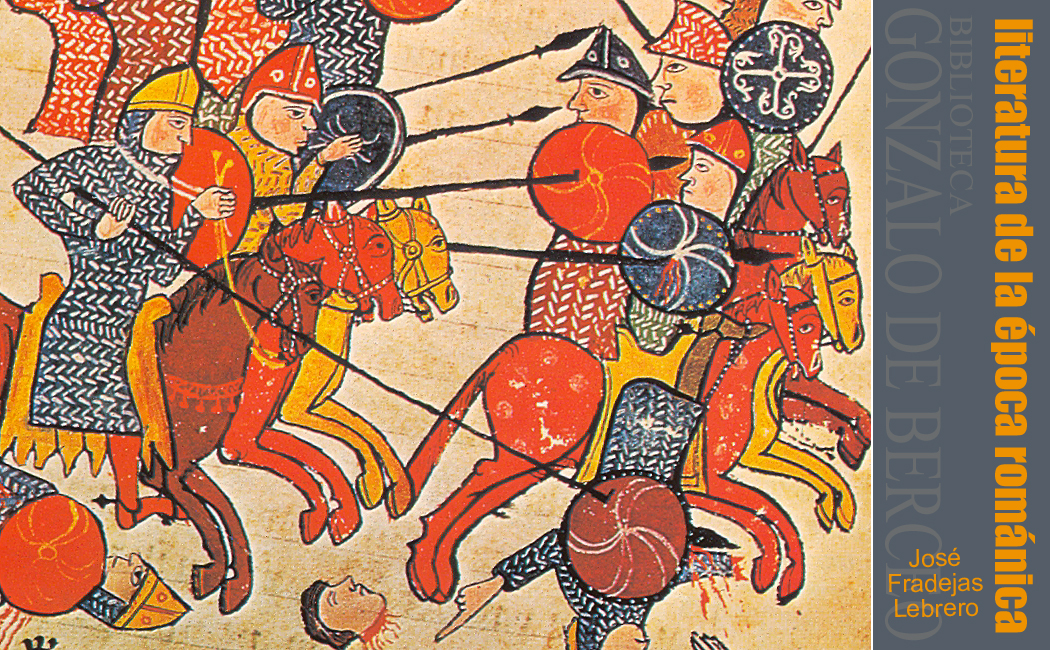 BIBLIOTECA
GONZALO DE BERCEO
literatura de la época románica
José
Fradejas
Lebrero